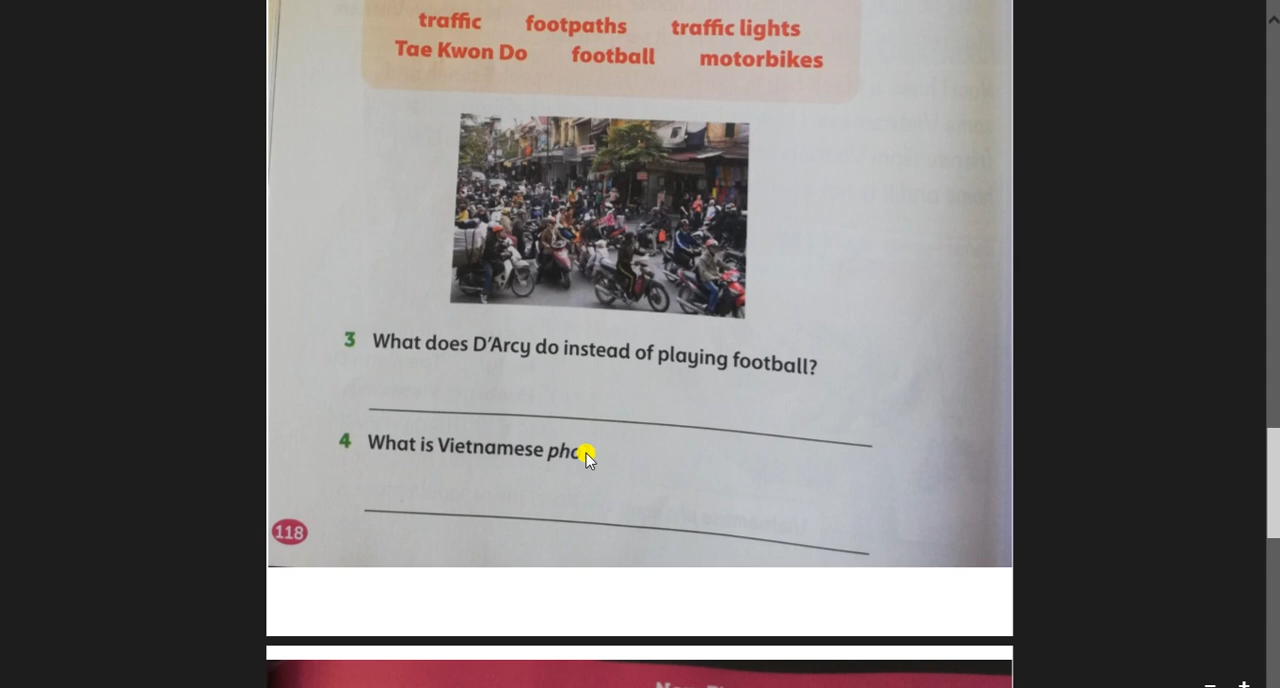 traffic footpaths traffic lights
Tae Kwon Do football motorbikes
3 What does D'Arcy do instead of playing football?
4 What is Vietnamese
118